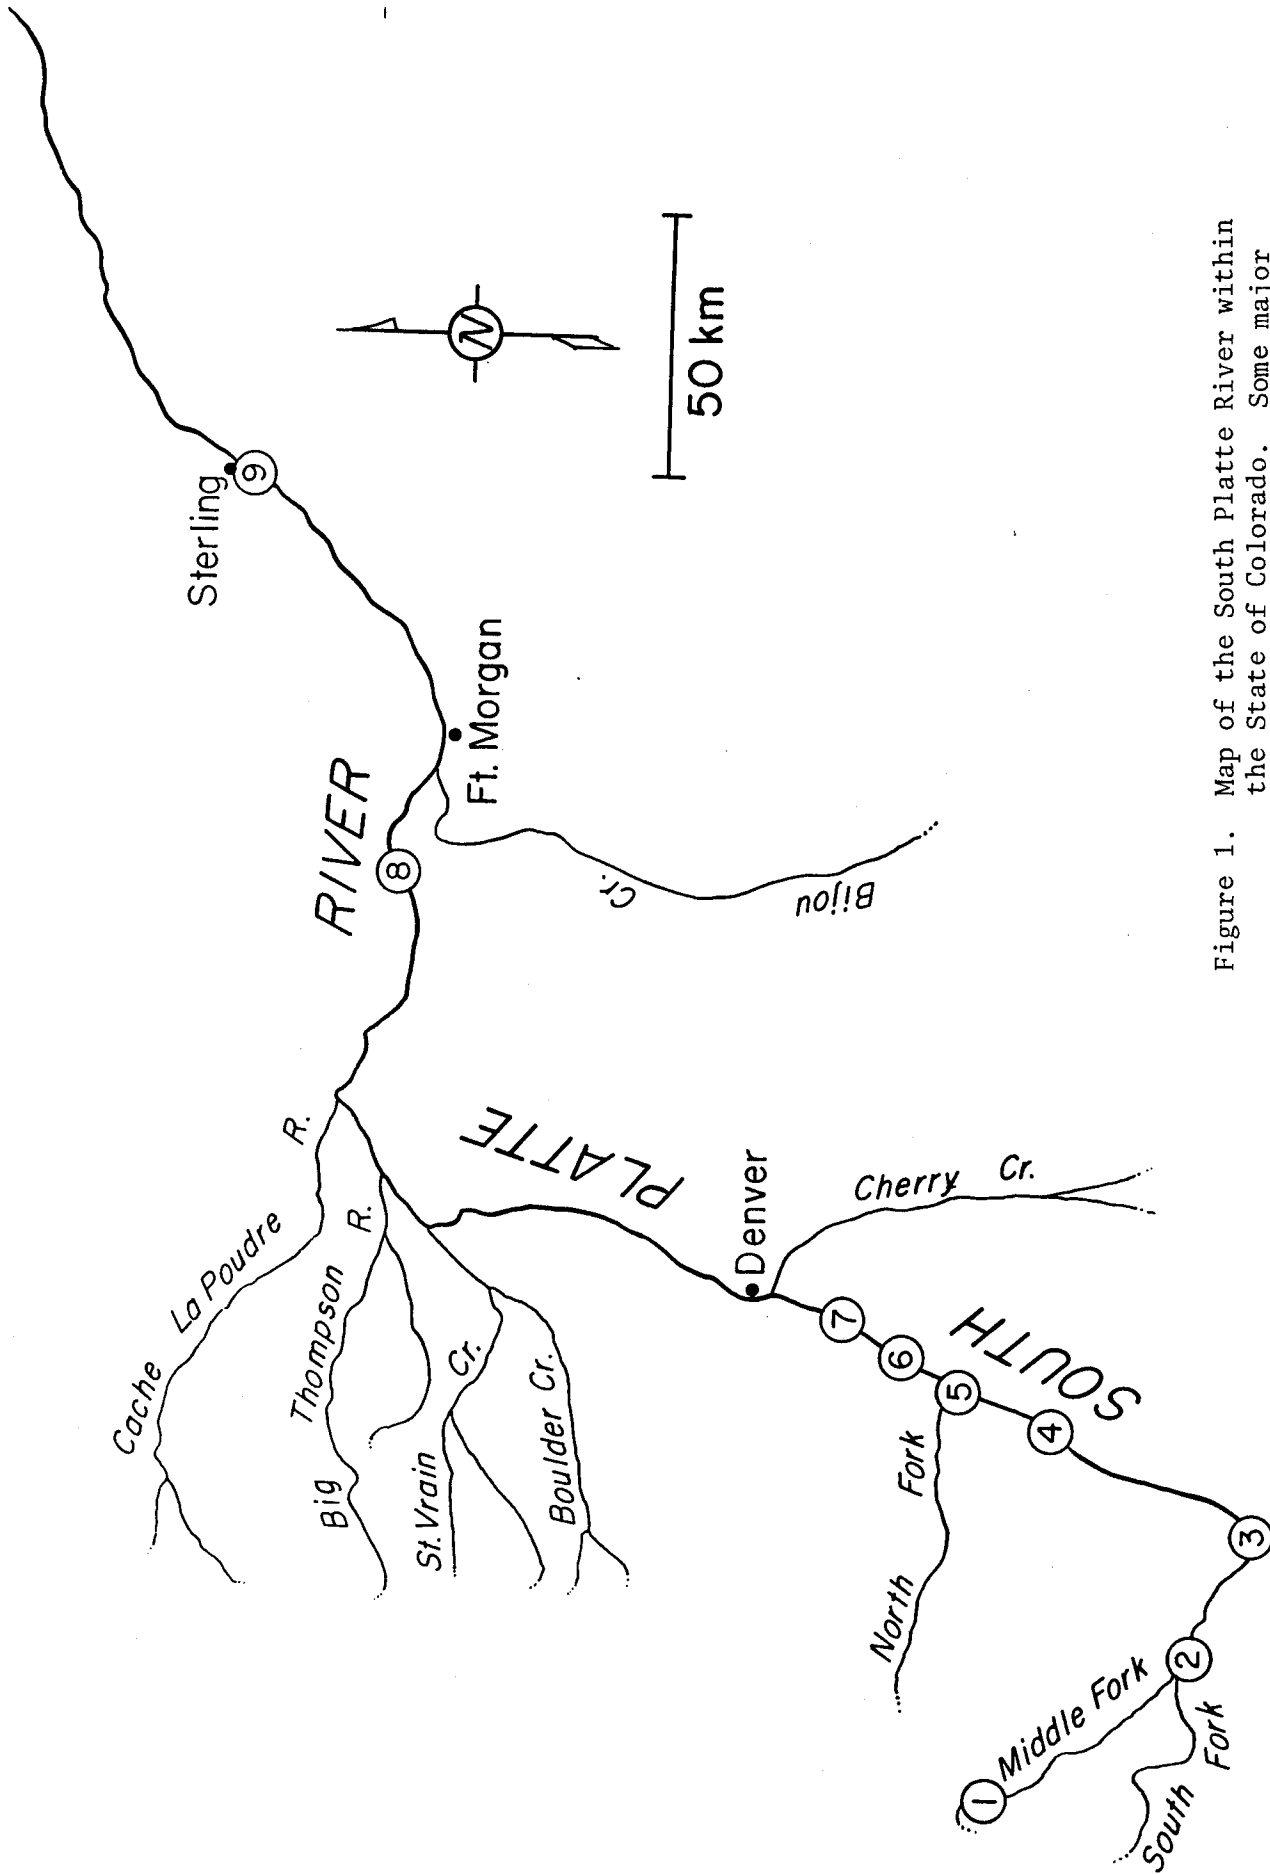 Sterling
9
N
50 km
RIVER
Ft. Morgan
8
Bijou
Cr.
Cache
La Poudre
R.
Big
Thompson
R.
St. Vrain
Cr.
Boulder Cr.
SOUTH
PLATTE
Denver
Cherry Cr.
7
6
5
4
3
2
1
North
Fork
Middle Fork
South
Fork
Figure 1. Map of the South Platte River within
the State of Colorado. Some major